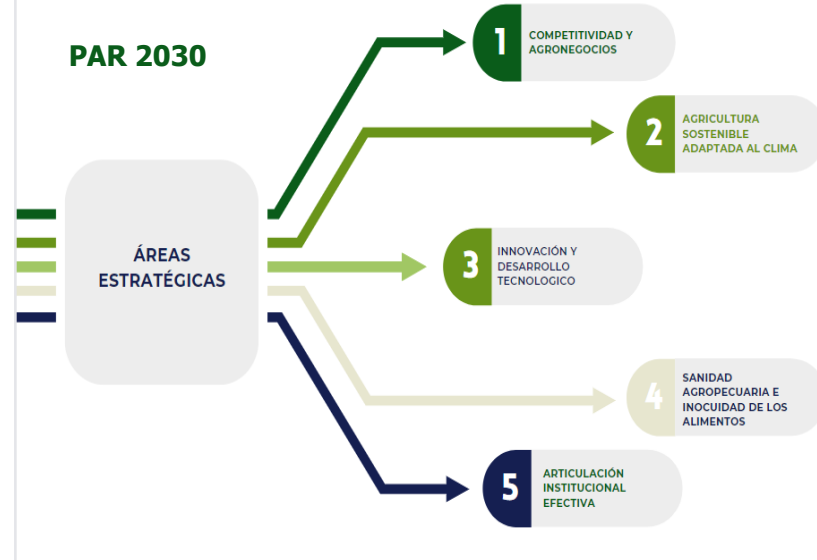 PAR 2030
1
COMPETITIVIDAD Y
AGRONEGOCIOS
2
AGRICULTURA
SOSTENIBLE
ADAPTADA AL CLIMA
ÁREAS
ESTRATÉGICAS
3
INNOVACIÓN Y
DESARROLLO
TECNOLOGICO
4
SANIDAD
AGROPECUARIA E
INOCUIDAD DE LOS
ALIMENTOS
5
ARTICULACIÓN
INSTITUCIONAL
EFECTIVA